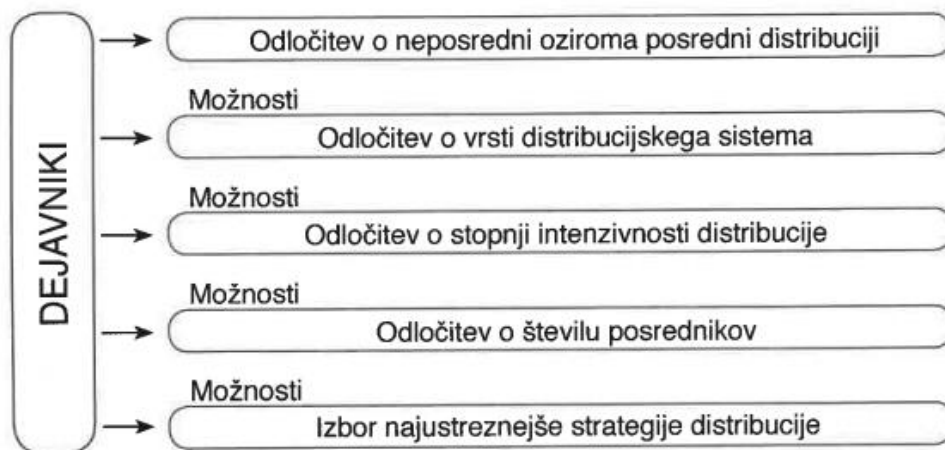 DEJAVNIKI
Odločitev o neposredni oziroma posredni distribuciji
Možnosti
Odločitev o vrsti distribucijskega sistema
Možnosti
Odločitev o stopnji intenzivnosti distribucije
Možnosti
Odločitev o številu posrednikov
Možnosti
Izbor najustreznejše strategije distribucije